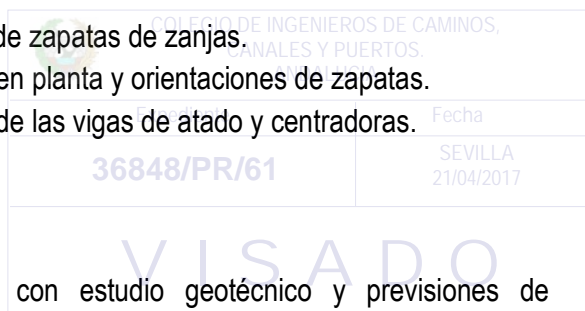 COLEGIO DE INGENIEROS DE CAMINOS,
de zapatas de zanjas.
CANALES Y PUERTOS.
en planta y orientaciones de zapatas.
ANDALUCIA
Expediente
Fecha
de las vigas de atado y centradoras.
36848/PR/61
SEVILLA
21/04/2017
VISADO
con estudio geotécnico y previsiones de